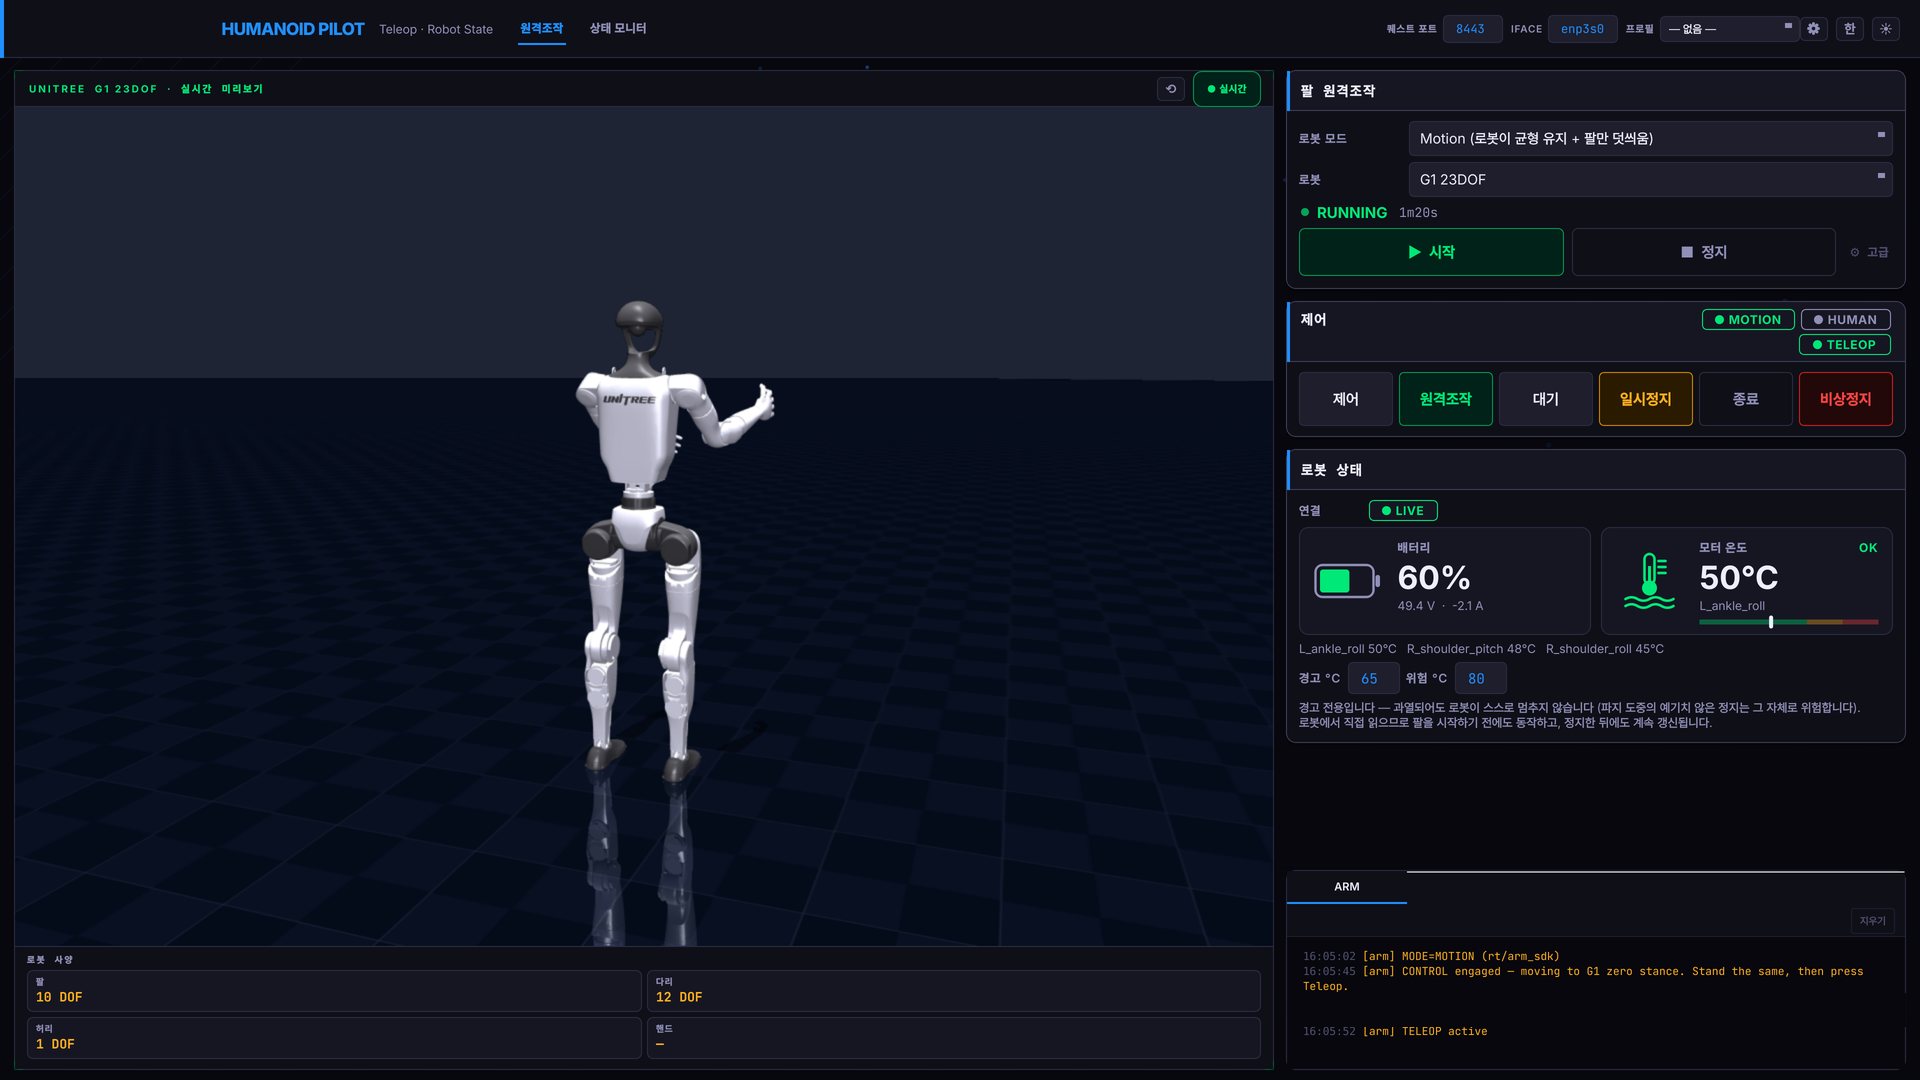 HUMANOID PILOT
Teleop · Robot State
원격조작
상태 모니터
퀘스트 포트
8443
IFACE
enp3s0
프로필
— 없음 —
한
UNITREE G1 23DOF · 실시간 미리보기
실시간
UNITREE
로봇 사양
팔
10 DOF
다리
12 DOF
허리
1 DOF
핸드
—
팔 원격조작
로봇 모드
Motion (로봇이 균형 유지 + 팔만 덧씌움)
로봇
G1 23DOF
RUNNING 1m20s
▶ 시작
■ 정지
고급
제어
MOTION
HUMAN
TELEOP
제어
원격조작
대기
일시정지
종료
비상정지
로봇 상태
연결
LIVE
배터리
60%
49.4 V · -2.1 A
모터 온도
OK
50°C
L_ankle_roll
L_ankle_roll 50°C R_shoulder_pitch 48°C R_shoulder_roll 45°C
경고 °C
65
위험 °C
80
경고 전용입니다 — 과열되어도 로봇이 스스로 멈추지 않습니다 (파지 도중의 예기치 않은 정지는 그 자체로 위험합니다).
로봇에서 직접 읽으므로 팔을 시작하기 전에도 동작하고, 정지한 뒤에도 계속 갱신됩니다.
ARM
지우기
16:05:02 [arm] MODE=MOTION (rt/arm_sdk)
16:05:45 [arm] CONTROL engaged — moving to G1 zero stance. Stand the same, then press
Teleop.
16:05:52 [arm] TELEOP active